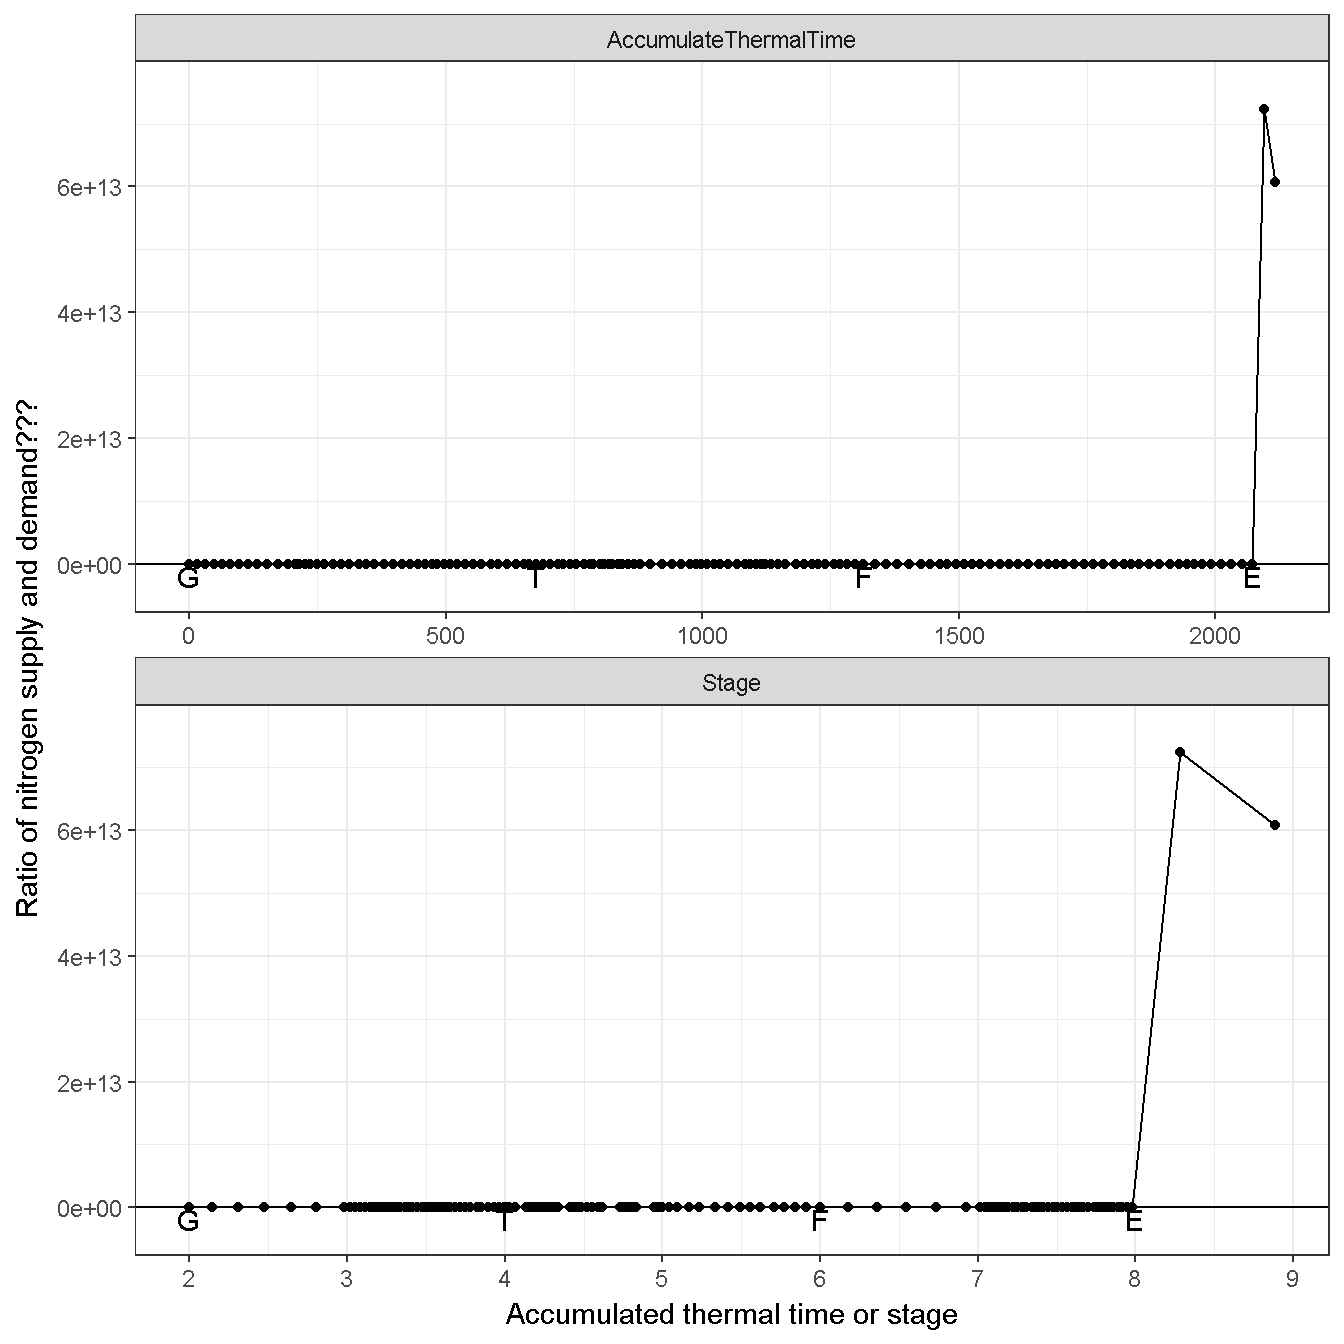 AccumulateThermalTime
6e+13
4e+13
2e+13
0e+00
G T F E
0 500 1000 1500 2000
Ratio of nitrogen supply and demand???
Stage
6e+13
4e+13
2e+13
0e+00
G T F E
2 3 4 5 6 7 8 9
Accumulated thermal time or stage